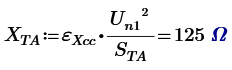 X_TA := ε_Xcc · U_n1² / S_TA = 125 Ω